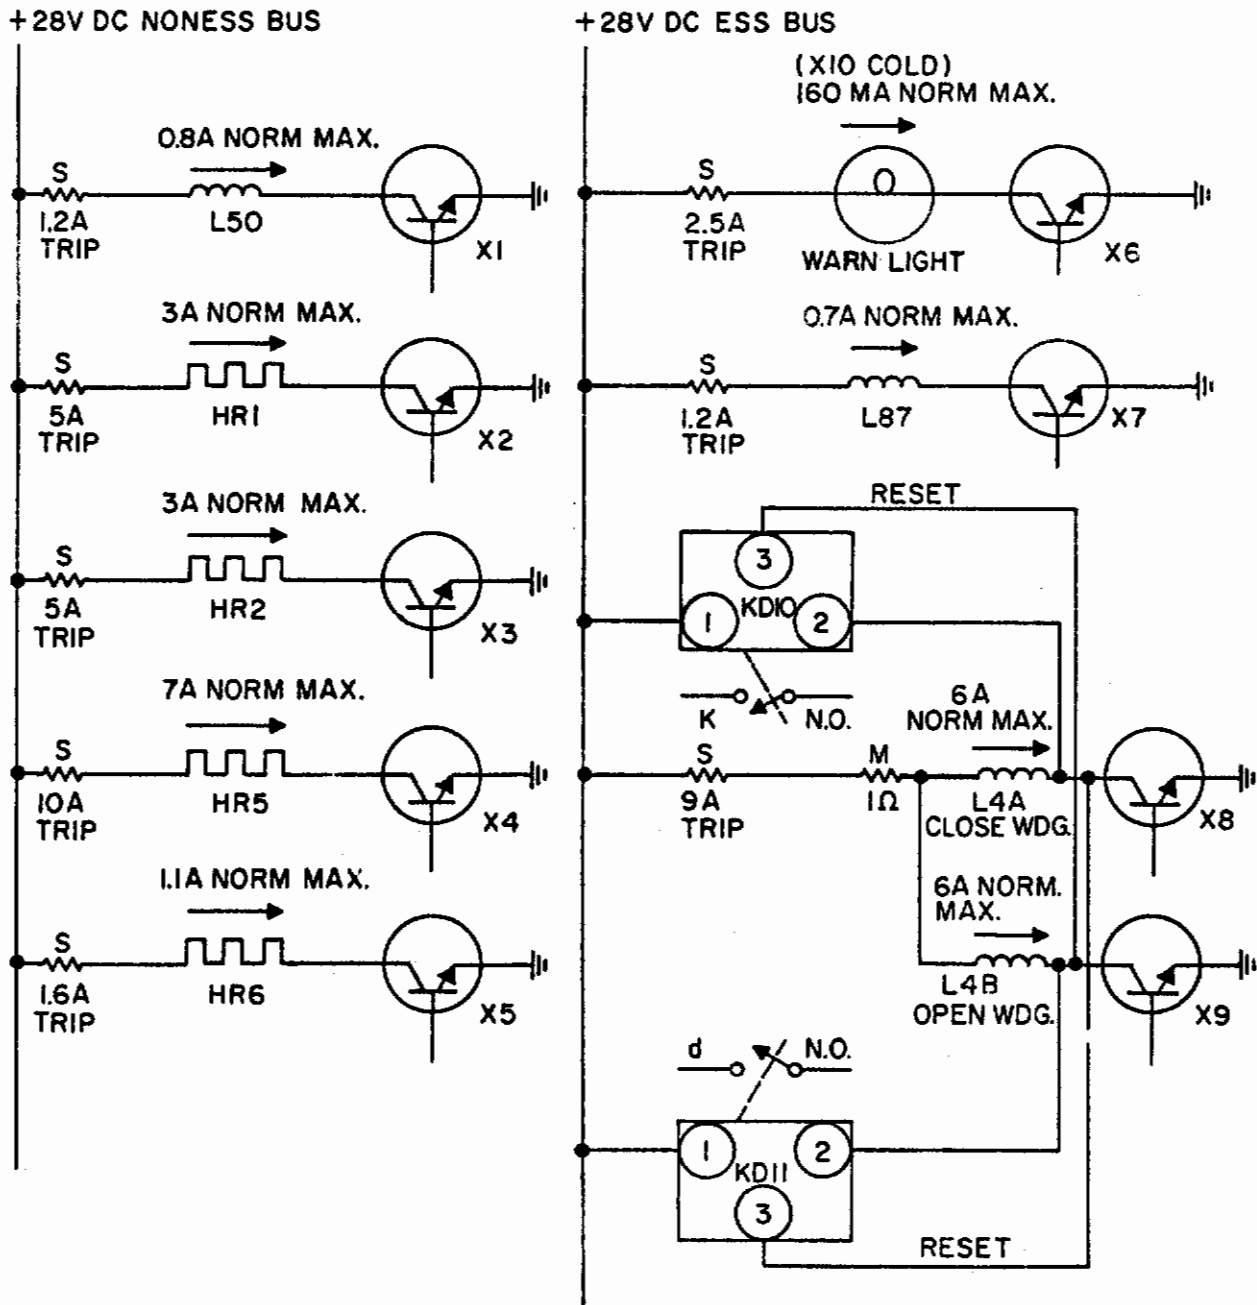 +28V DC NONESS BUS
0.8A NORM MAX.
S
1.2A
TRIP
L50
X1
3A NORM MAX.
S
5A
TRIP
HR1
X2
3A NORM MAX.
S
5A
TRIP
HR2
X3
7A NORM MAX.
S
10A
TRIP
HR5
X4
1.1A NORM MAX.
S
1.6A
TRIP
HR6
X5
+28V DC ESS BUS
(X10 COLD)
160 MA NORM MAX.
S
2.5A
TRIP
WARN LIGHT
X6
0.7A NORM MAX.
S
1.2A
TRIP
L87
X7
RESET
3
1
KD10
2
K
N.O.
6A
NORM MAX.
S
9A
TRIP
M
1Ω
L4A
CLOSE WDG.
X8
6A NORM.
MAX.
L4B
OPEN WDG.
X9
d
N.O.
1
KD11
2
3
RESET